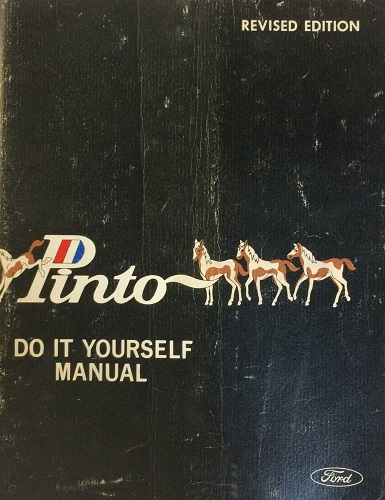 REVISED EDITION
Pinto
DO IT YOURSELF
MANUAL
Ford